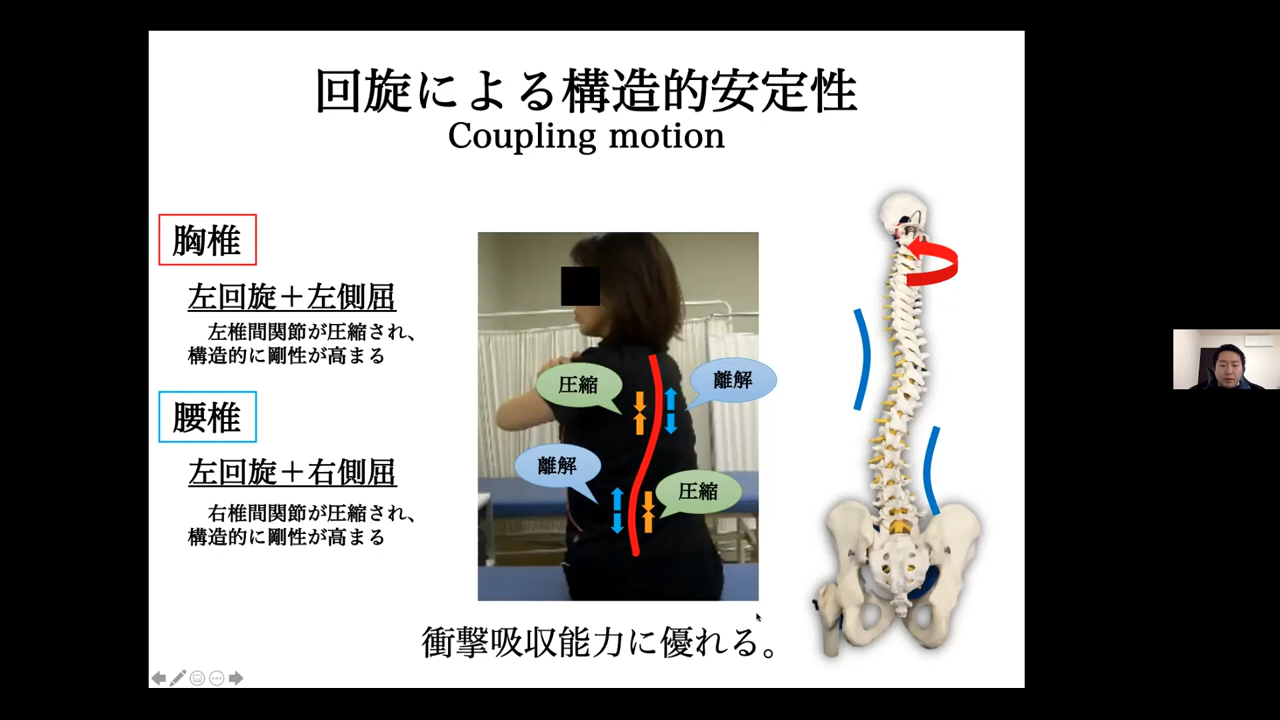 回旋による構造的安定性
Coupling motion
胸椎
左回旋＋左側屈
左椎間関節が圧縮され、
構造的に剛性が高まる
腰椎
左回旋＋右側屈
右椎間関節が圧縮され、
構造的に剛性が高まる
圧縮
離解
離解
圧縮
衝撃吸収能力に優れる。